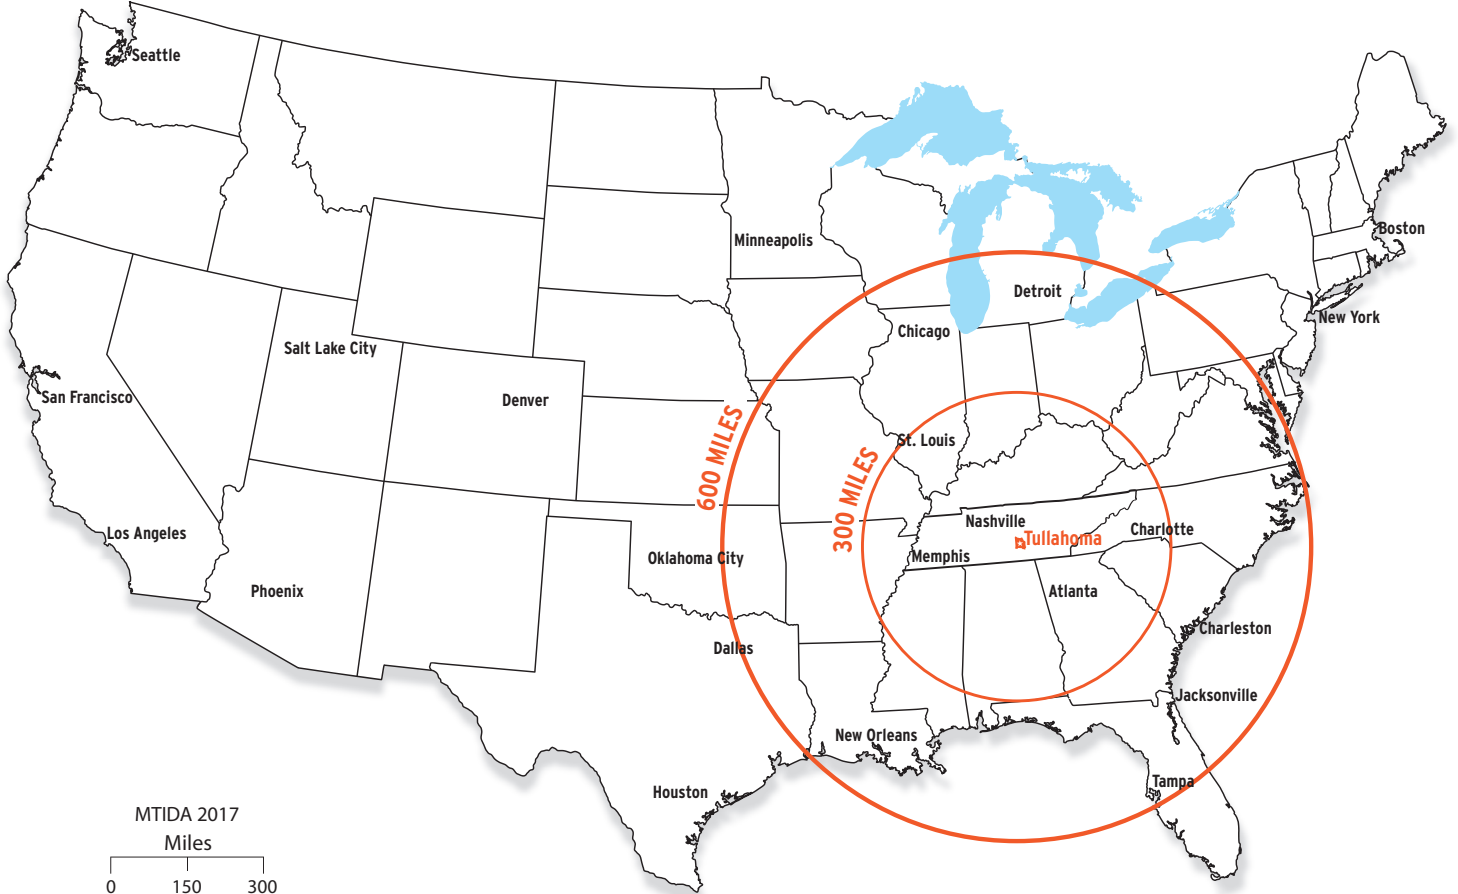 Seattle
Boston
Minneapolis
Detroit
New York
Chicago
Salt Lake City
San Francisco
Denver
600 MILES
St. Louis
300 MILES
Nashville
Charlotte
Los Angeles
Tullahoma
Oklahoma City
Memphis
Phoenix
Atlanta
Charleston
Dallas
Jacksonville
New Orleans
Tampa
Houston
MTIDA 2017
Miles
0 150 300